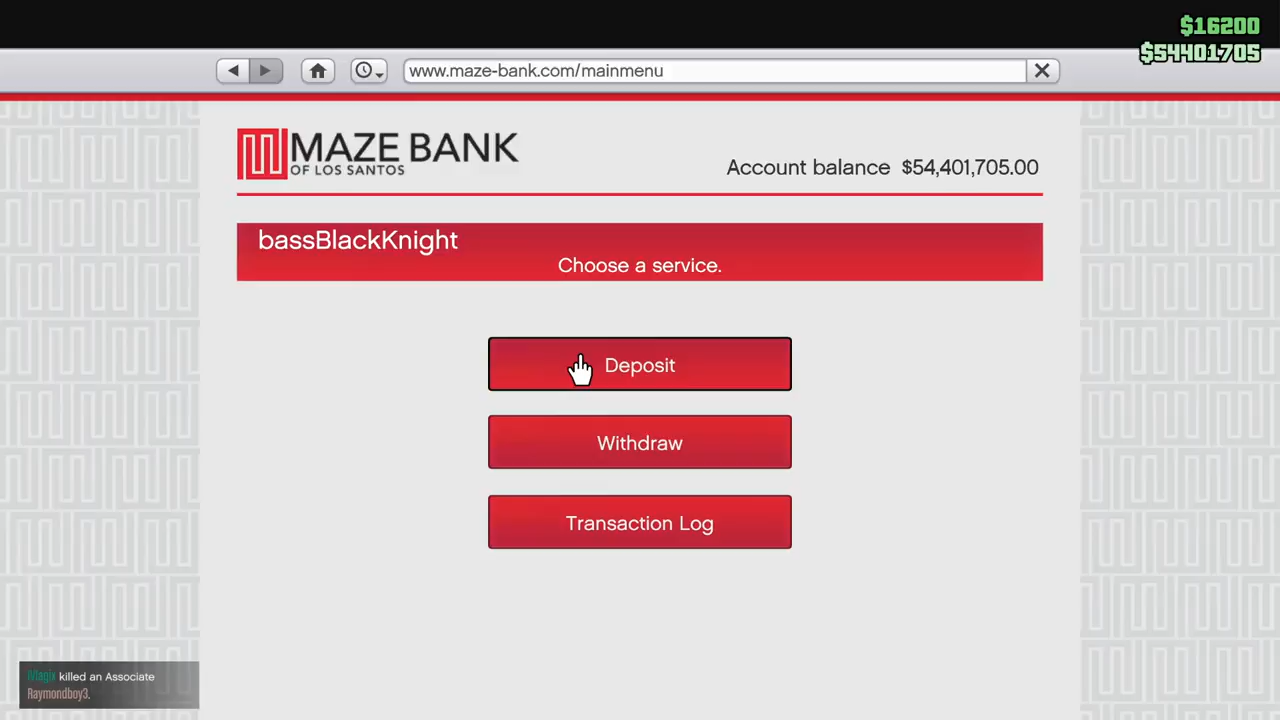 $16200
$54401705
www.maze-bank.com/mainmenu
MAZE BANK
OF LOS SANTOS
Account balance $54,401,705.00
bassBlackKnight
Choose a service.
Deposit
Withdraw
Transaction Log
killed an Associate
Raymondboy3.